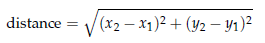 distance = √(x₂ − x₁)² + (y₂ − y₁)²